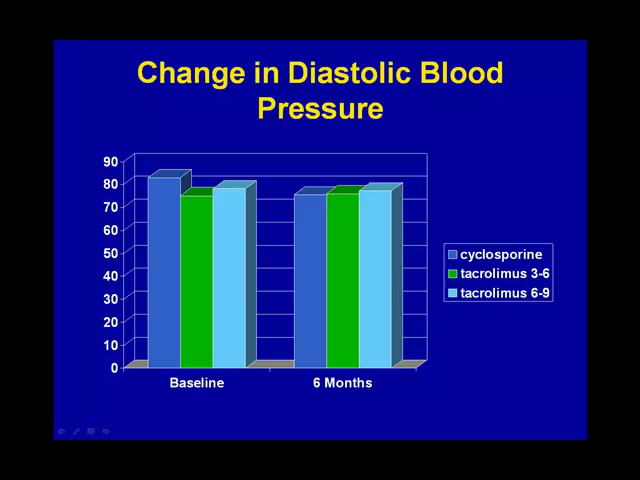 Change in Diastolic Blood
Pressure
90
80
70
60
50
40
30
20
10
0
Baseline
6 Months
cyclosporine
tacrolimus 3-6
tacrolimus 6-9